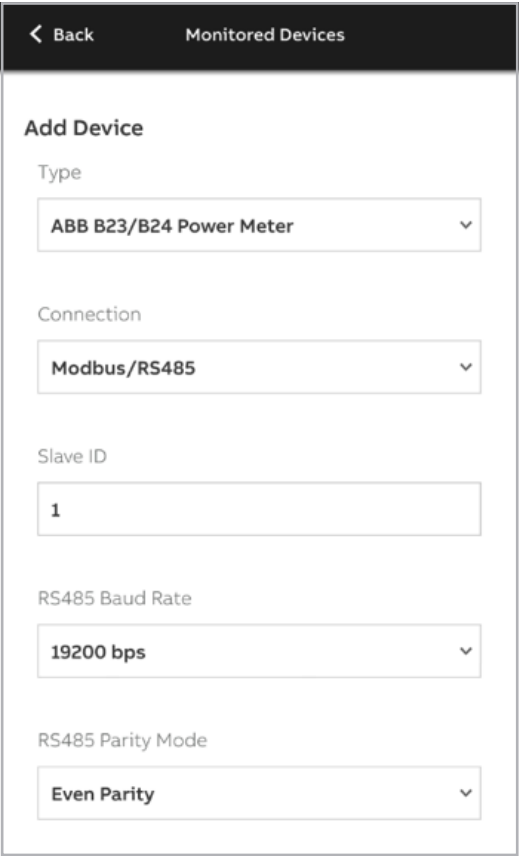 Back Monitored Devices
Add Device
Type
ABB B23/B24 Power Meter
Connection
Modbus/RS485
Slave ID
1
RS485 Baud Rate
19200 bps
RS485 Parity Mode
Even Parity